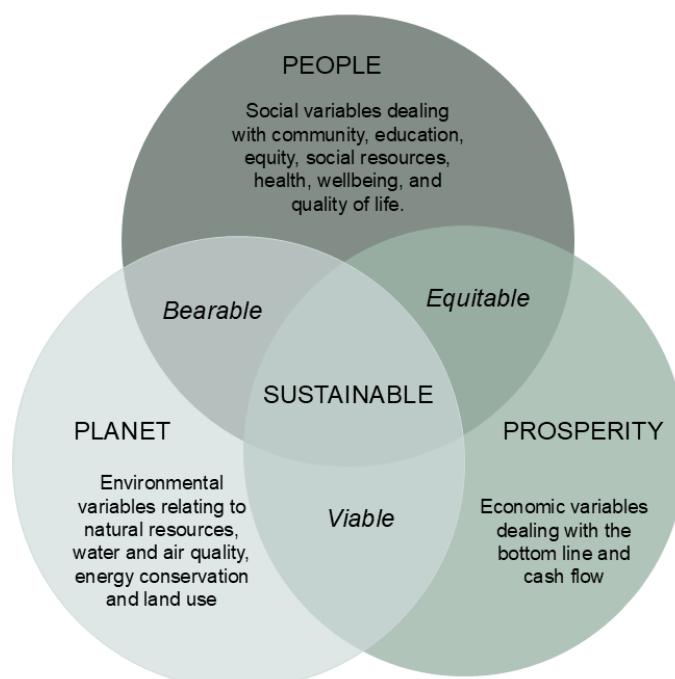 PEOPLE
Social variables dealing
with community, education,
equity, social resources,
health, wellbeing, and
quality of life.
Bearable
Equitable
SUSTAINABLE
PLANET
Environmental
variables relating to
natural resources,
water and air quality,
energy conservation
and land use
Viable
PROSPERITY
Economic variables
dealing with the
bottom line and
cash flow